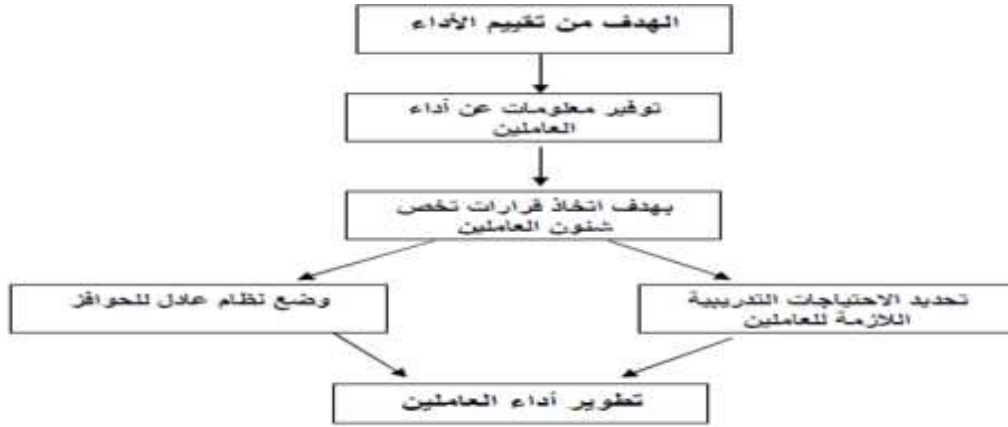 الهدف من تقييم الأداء
توفير معلومات عن أداء
العاملين
بهدف اتخاذ قرارات تخص
شئون العاملين
تحديد الاحتياجات التدريبية
اللازمة للعاملين
وضع نظام عادل للحوافز
تطوير أداء العاملين